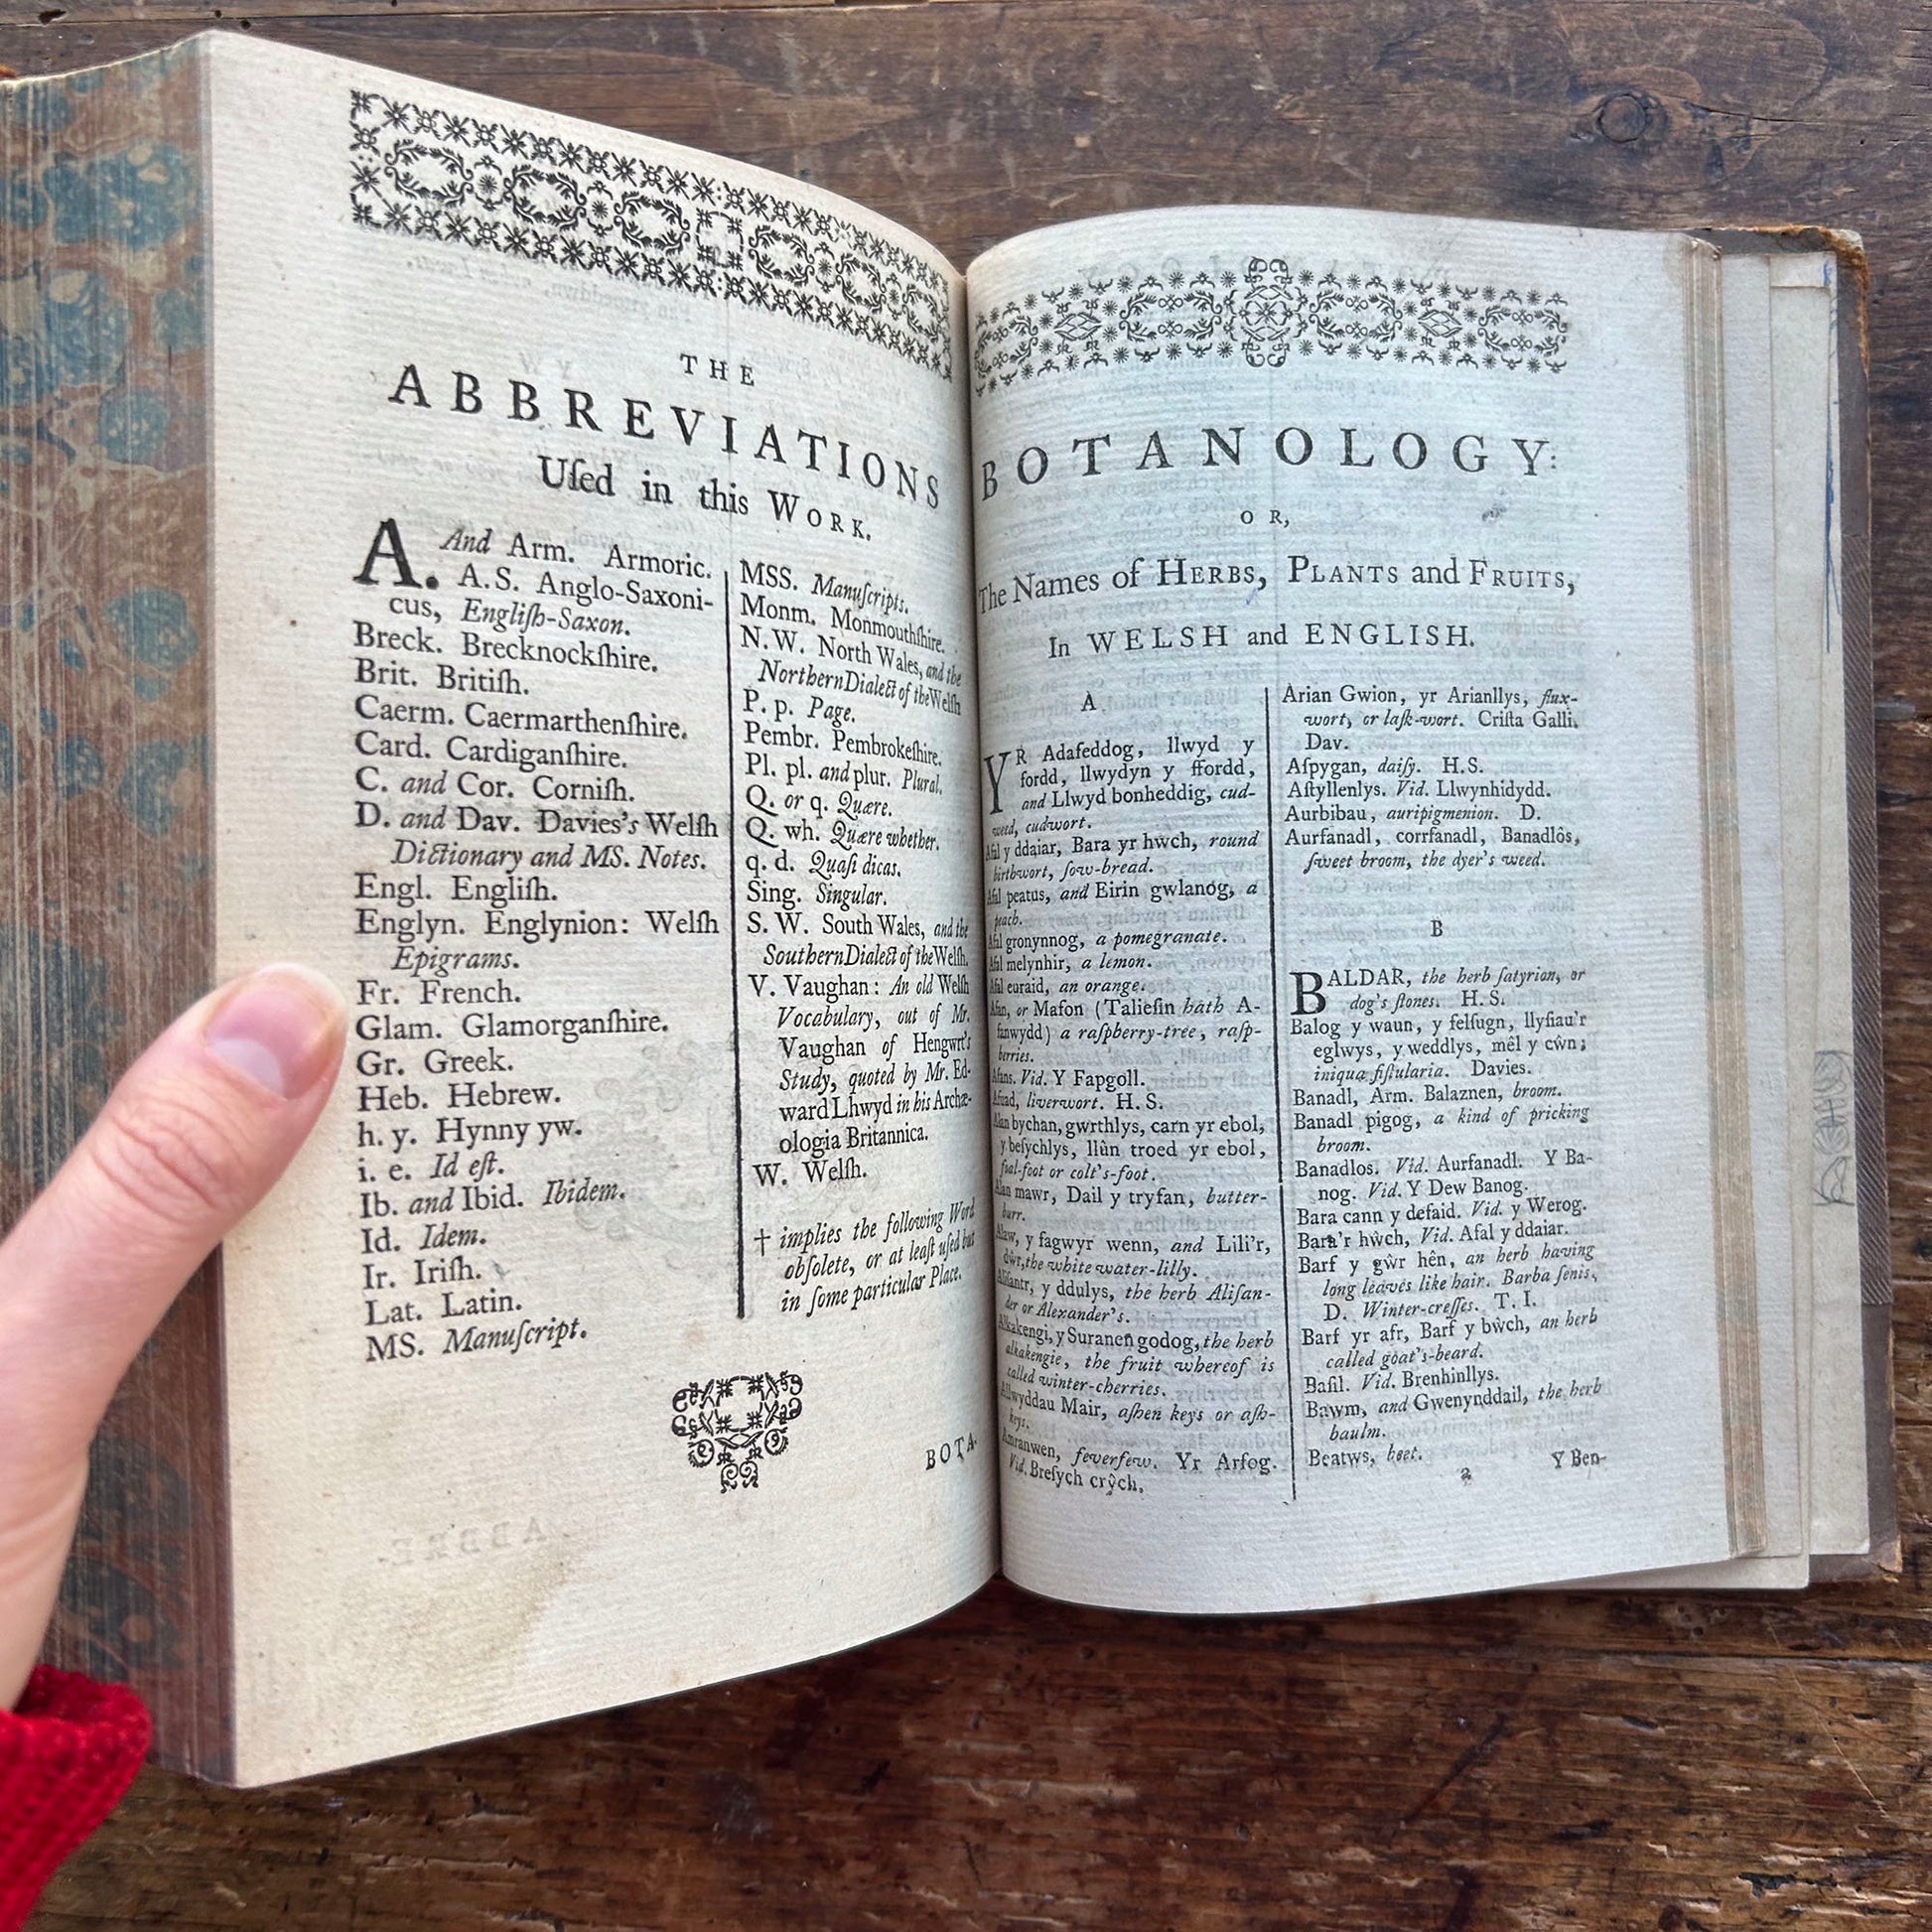 THE
ABBREVIATIONS
Uſed in this WORK.
A. And Arm. Armoric.
A.S. Anglo-Saxoni-
cus, Engliſh-Saxon.
Breck. Brecknockſhire.
Brit. Britiſh.
Caerm. Caermarthenſhire.
Card. Cardiganſhire.
C. and Cor. Corniſh.
D. and Dav. Davies's Welſh
Dictionary and MS. Notes.
Engl. Engliſh.
Englyn. Englynion: Welſh
Epigrams.
Fr. French.
Glam. Glamorganſhire.
Gr. Greek.
Heb. Hebrew.
h. y. Hynny yw.
i. e. Id eſt.
Ib. and Ibid. Ibidem.
Id. Idem.
Ir. Iriſh.
Lat. Latin.
MS. Manuſcript.
MSS. Manuſcripts.
Monm. Monmouthſhire.
N.W. North Wales, and the
Northern Dialect of the Welſh
P. p. Page.
Pembr. Pembrokeſhire.
Pl. pl. and plur. Plural.
Q. or q. Quære.
Q. wh. Quære whether.
q. d. Quaſi dicas.
Sing. Singular.
S. W. South Wales, and the
Southern Dialect of the Welſh.
V. Vaughan: An old Welſh
Vocabulary, out of Mr.
Vaughan of Hengwrt's
Study, quoted by Mr. Ed-
ward Lhwyd in his Archæ-
ologia Britannica.
W. Welſh.
† implies the following Word
obſolete, or at leaſt uſed but
in ſome particular Place.
BOTA-
BOTANOLOGY:
OR,
The Names of HERBS, PLANTS and FRUITS,
In WELSH and ENGLISH.
A
YR Adafeddog, llwyd y
fordd, llwydyn y ffordd,
and Llwyd bonheddig, cud-
weed, cudwort.
Afal y ddaiar, Bara yr hŵch, round
birthwort, ſow-bread.
Afal peatus, and Eirin gwlanog, a
peach.
Afal gronynnog, a pomegranate.
Afal melynhir, a lemon.
Afal euraid, an orange.
Afan, or Mafon (Talieſin hath A-
fanwydd) a raſpberry-tree, raſp-
berries.
Afans. Vid. Y Fapgoll.
Afuad, liverwort. H. S.
Alan bychan, gwrthlys, carn yr ebol,
y beſychlys, llûn troed yr ebol,
foal-foot or colt's-foot.
Alan mawr, Dail y tryfan, butter-
burr.
Alaw, y fagwyr wenn, and Lili'r,
dŵr, the white water-lilly.
Aliſantr, y ddulys, the herb Aliſan-
der or Alexander's.
Alkakengi, y Suran en godog, the herb
alkakengie, the fruit whereof is
called winter-cherries.
Allwyddau Mair, aſhen keys or aſh-
keys.
Amranwen, feverfew. Yr Arfog.
Vid. Breſych crŷch.
Arian Gwion, yr Arianllys, flux-
wort, or laſk-wort. Criſta Galli.
Dav.
Aſpygan, daiſy. H.S.
Aſtyllenlys. Vid. Llwynhidydd.
Aurbibau, auripigmenion. D.
Aurfanadl, corrfanadl, Banadlôs,
ſweet broom, the dyer's weed.
B
BALDAR, the herb ſatyrion, or
dog's ſtones. H. S.
Balog y waun, y felſugn, llyſiau'r
eglwys, y weddlys, mêl y cŵn;
iniqua fiſtularia. Davies.
Banadl, Arm. Balaznen, broom.
Banadl pigog, a kind of pricking
broom.
Banadlos. Vid. Aurfanadl. Y Ba-
nog. Vid. Y Dew Banog.
Bara cann y defaid. Vid. y Werog.
Bara'r hŵch, Vid. Afal y ddaiar.
Barf y gŵr hên, an herb having
long leaves like hair. Barba ſenis,
D. Winter-creſſes. T. I.
Barf yr afr, Barf y bŵch, an herb
called goat's-beard.
Baſil. Vid. Brenhinllys.
Bawm, and Gwenynddail, the herb
baulm.
Beatws, beet.
2 Y Ben-